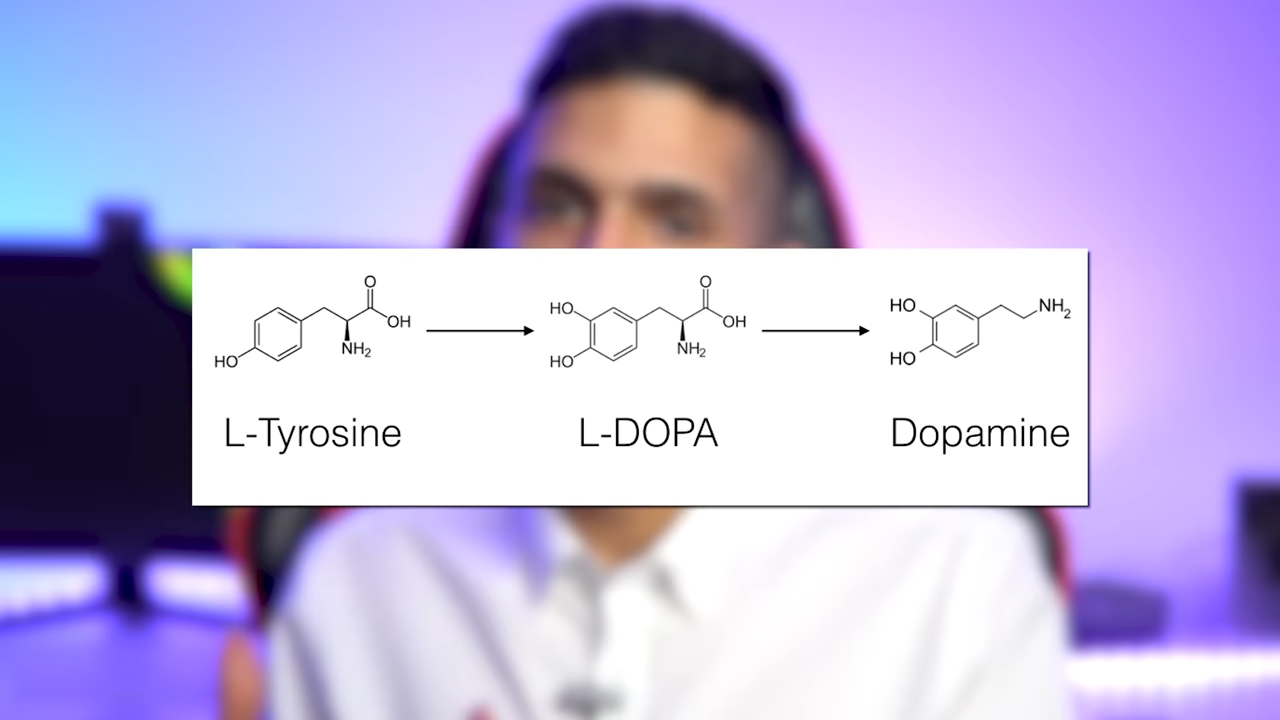 O
OH
NH₂
HO
L-Tyrosine
O
HO
OH
NH₂
HO
L-DOPA
HO
NH₂
HO
Dopamine